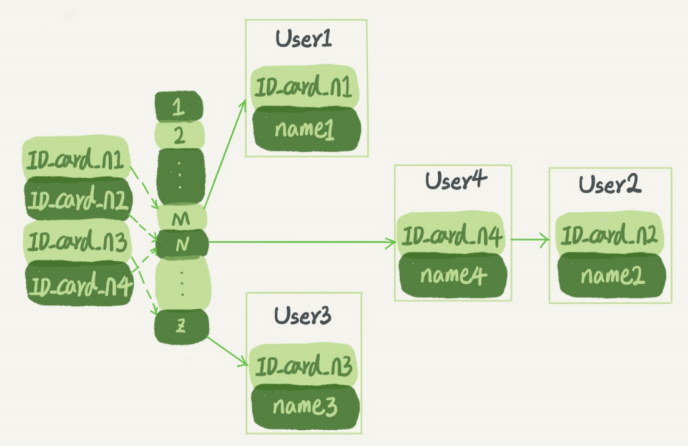 User1
ID_card_n1
name1
1
2
⋮
M
N
⋮
Z
ID_card_n1
ID_card_n2
ID_card_n3
ID_card_n4
User4
ID_card_n4
name4
User2
ID_card_n2
name2
User3
ID_card_n3
name3